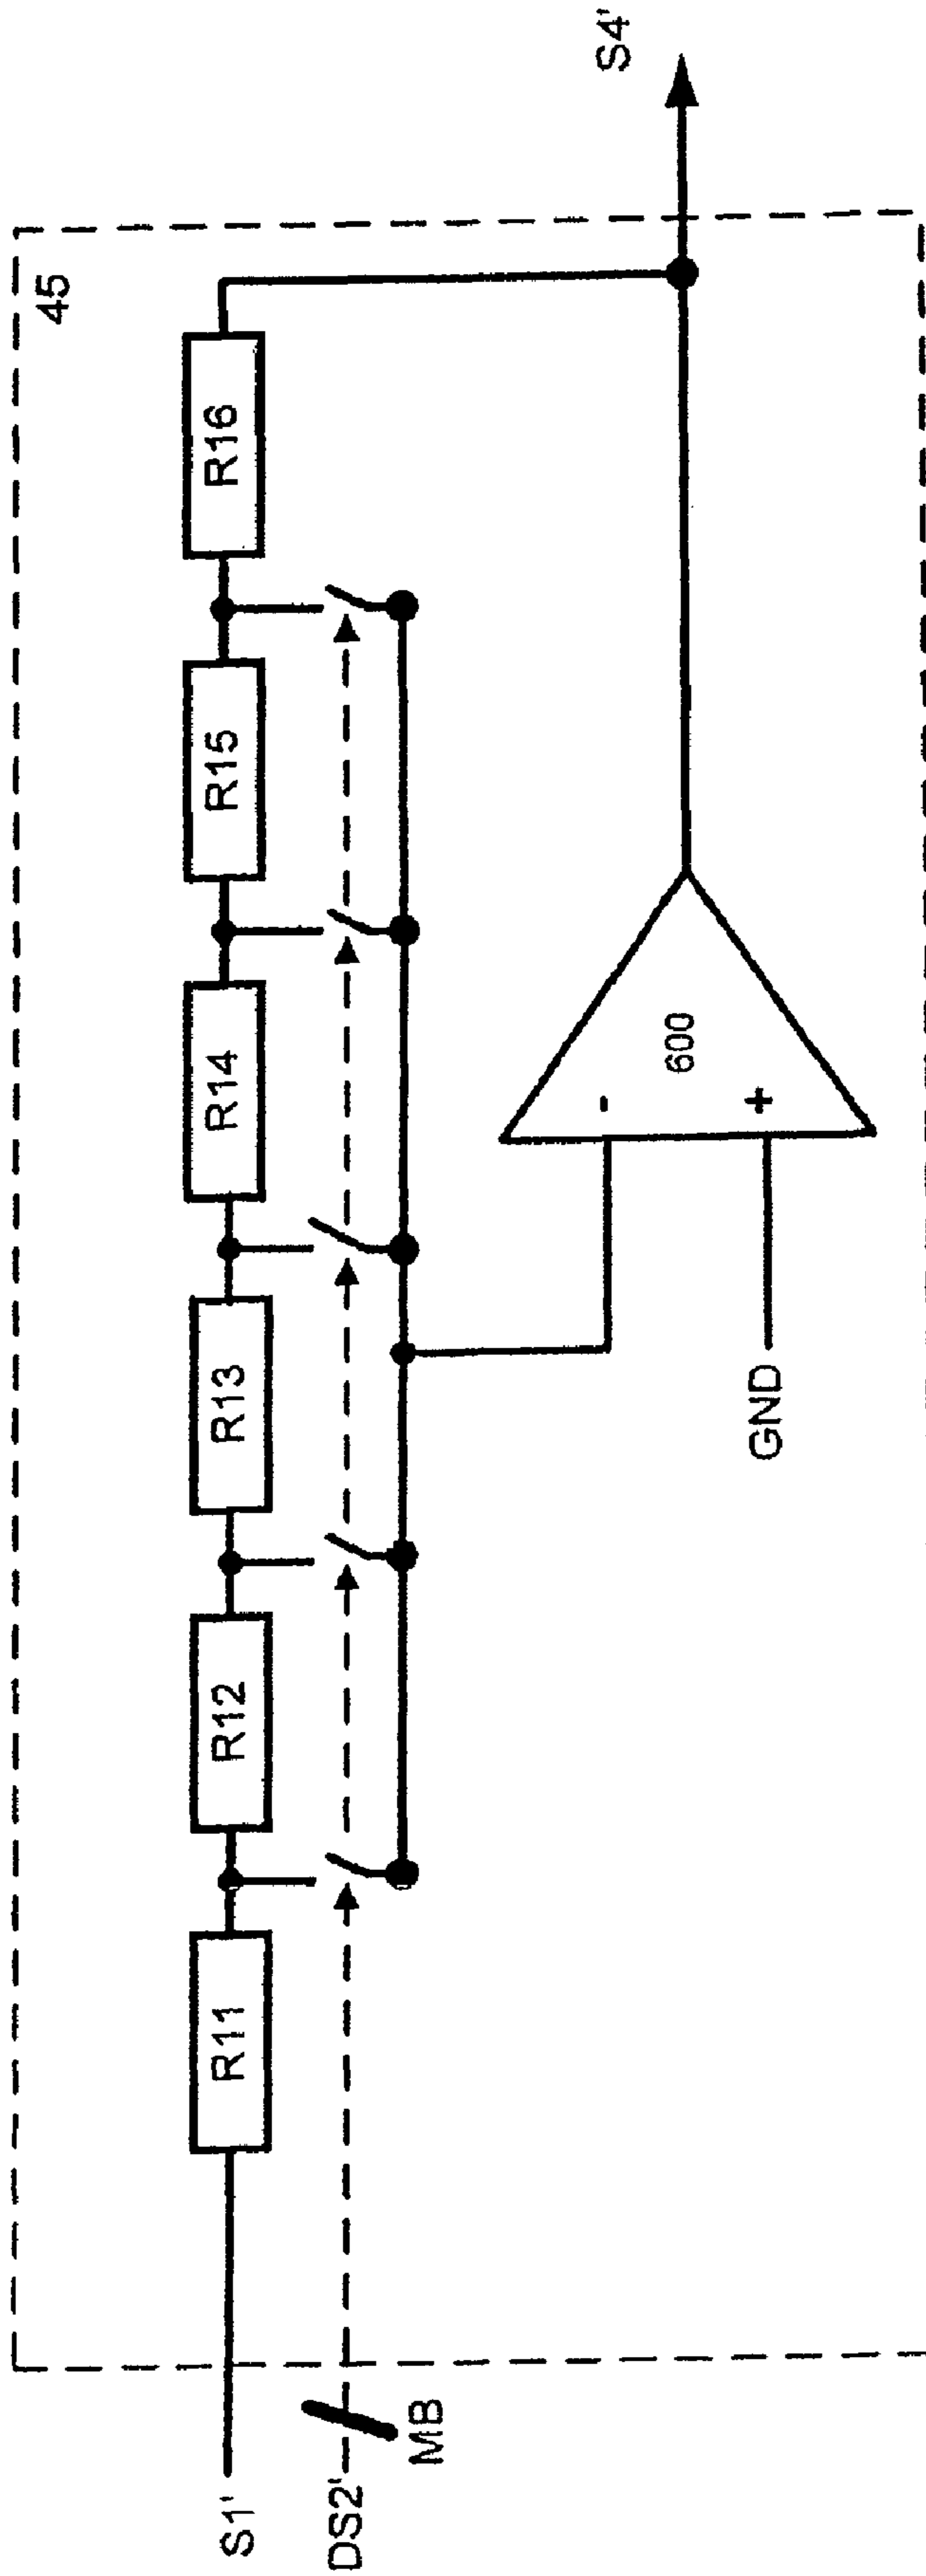 45
R11
R12
R13
R14
R15
R16
S1'
DS2'
MB
-
+
600
GND
S4'